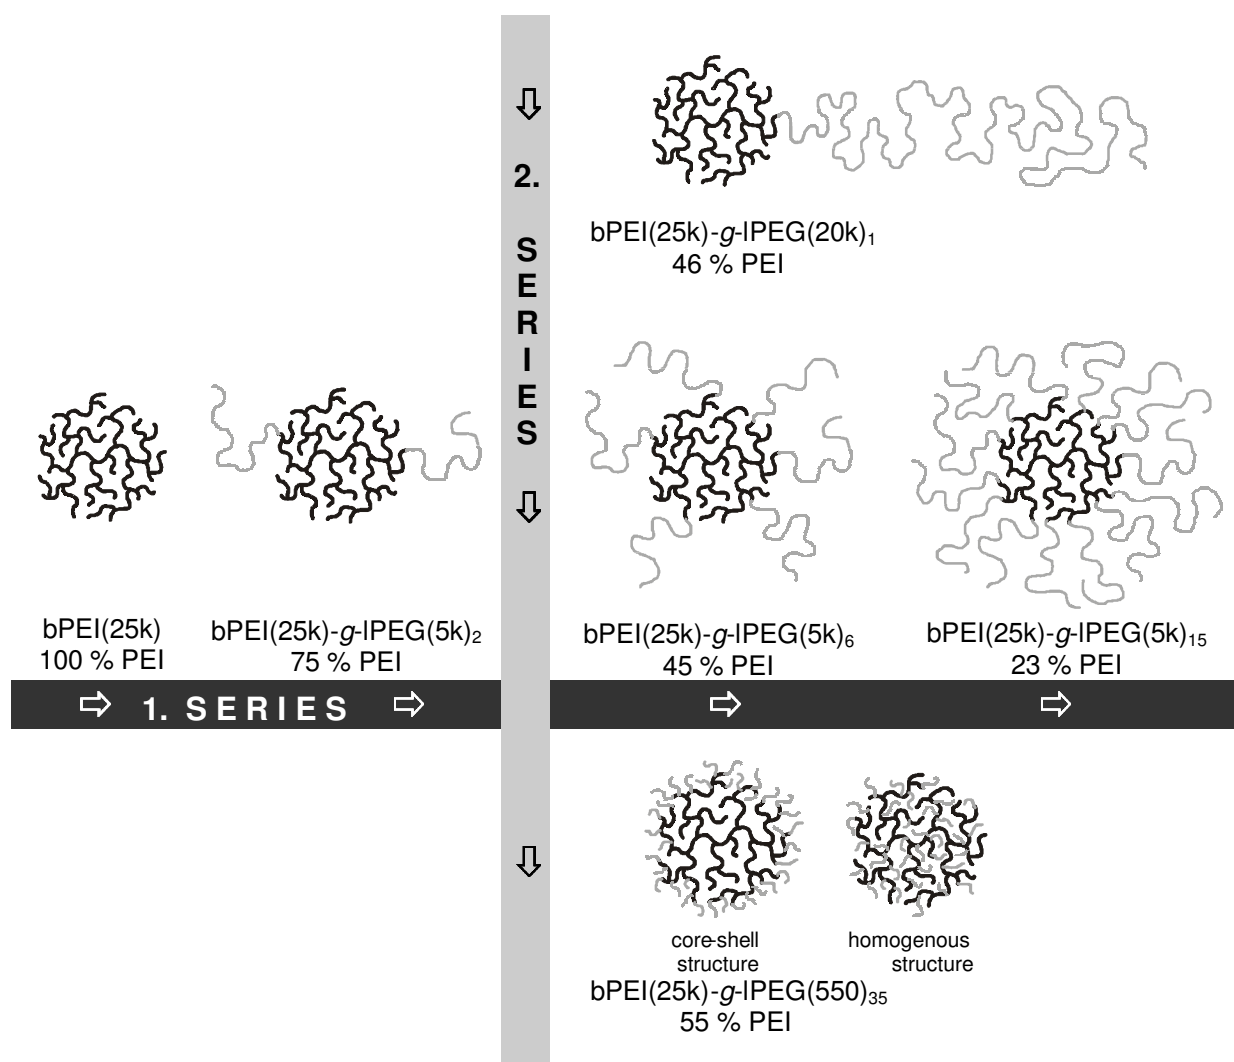 2.
SERIES
bPEI(25k)-g-lPEG(20k)₁
46 % PEI
bPEI(25k)
100 % PEI
bPEI(25k)-g-lPEG(5k)₂
75 % PEI
bPEI(25k)-g-lPEG(5k)₆
45 % PEI
bPEI(25k)-g-lPEG(5k)₁₅
23 % PEI
1. SERIES
core-shell
structure
homogenous
structure
bPEI(25k)-g-lPEG(550)₃₅
55 % PEI